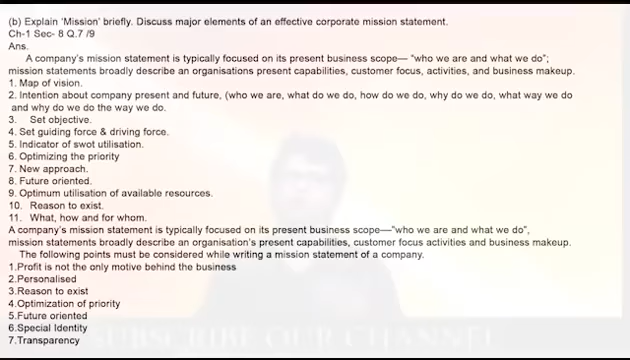 (b) Explain 'Mission' briefly. Discuss major elements of an effective corporate mission statement.
Ch-1 Sec- 8 Q.7 /9
Ans.
A company's mission statement is typically focused on its present business scope— "who we are and what we do";
mission statements broadly describe an organisations present capabilities, customer focus, activities, and business makeup.
1. Map of vision.
2. Intention about company present and future, (who we are, what do we do, how do we do, why do we do, what way we do
and why do we do the way we do.
3. Set objective.
4. Set guiding force & driving force.
5. Indicator of swot utilisation.
6. Optimizing the priority
7. New approach.
8. Future oriented.
9. Optimum utilisation of available resources.
10. Reason to exist.
11. What, how and for whom.
A company's mission statement is typically focused on its present business scope—"who we are and what we do",
mission statements broadly describe an organisation's present capabilities, customer focus activities and business makeup.
The following points must be considered while writing a mission statement of a company.
1.Profit is not the only motive behind the business
2.Personalised
3.Reason to exist
4.Optimization of priority
5.Future oriented
6.Special Identity
7.Transparency
SUBSCRIBE OUR CHANNEL